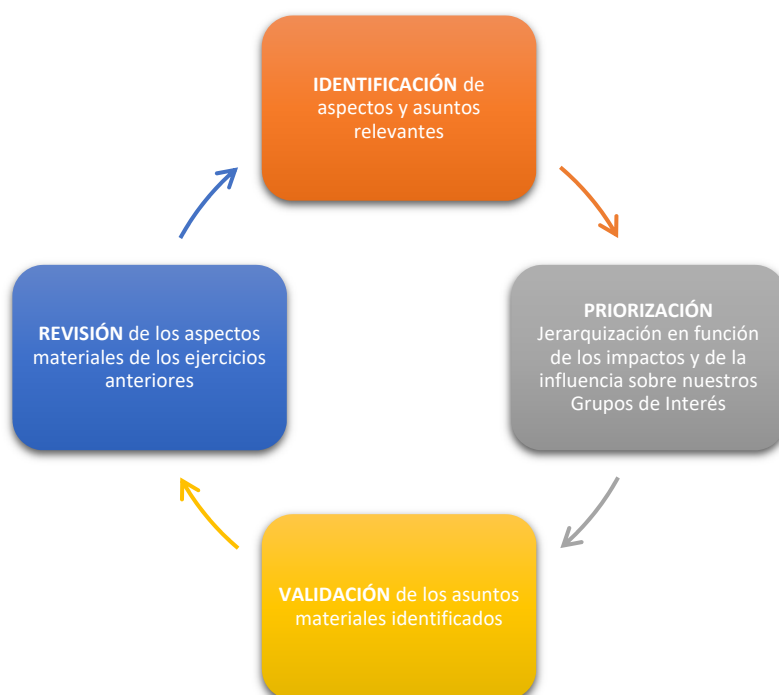 IDENTIFICACIÓN de
aspectos y asuntos
relevantes
PRIORIZACIÓN
Jerarquización en función
de los impactos y de la
influencia sobre nuestros
Grupos de Interés
VALIDACIÓN de los asuntos
materiales identificados
REVISIÓN de los aspectos
materiales de los ejercicios
anteriores